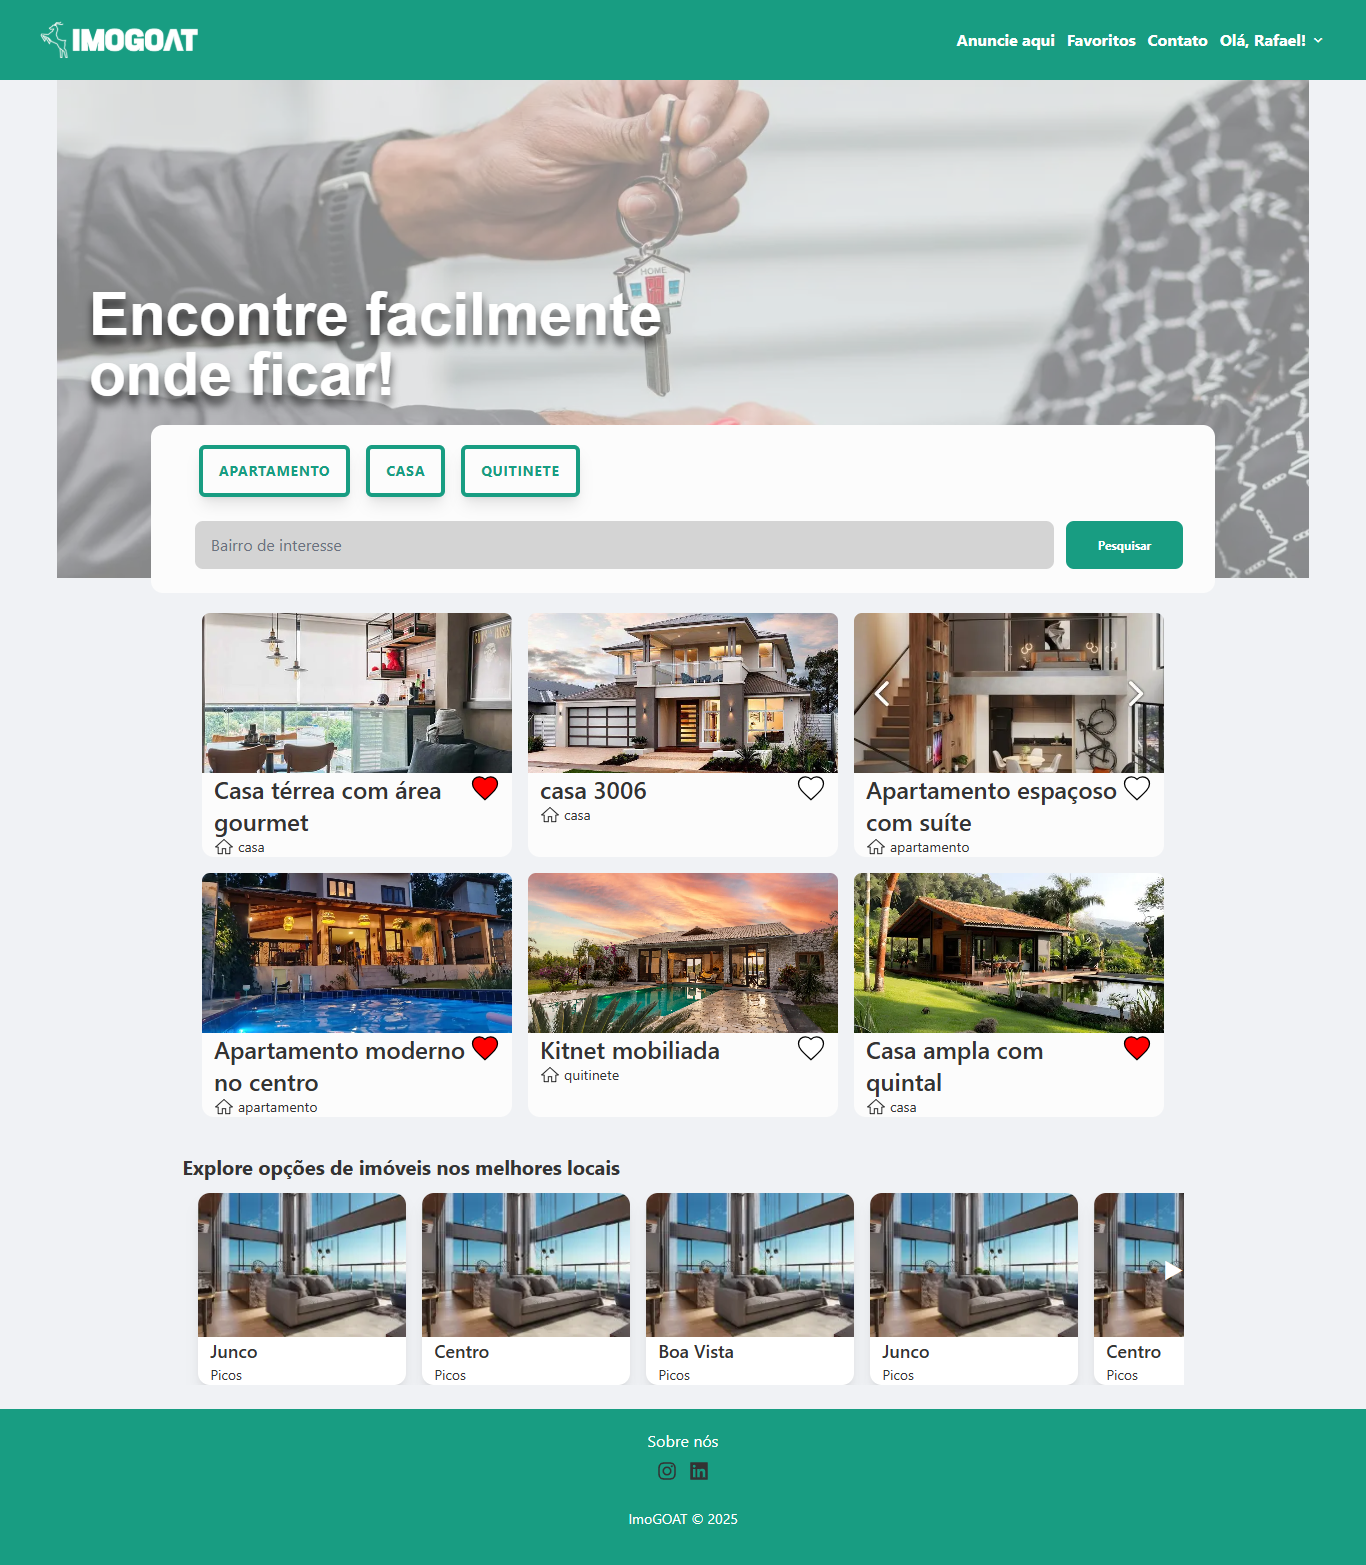 IMOGOAT
Anuncie aqui Favoritos Contato Olá, Rafael!
HOME
Encontre facilmente
onde ficar!
APARTAMENTO CASA QUITINETE
Bairro de interesse Pesquisar
Casa térrea com área
gourmet
casa
casa 3006
casa
Apartamento espaçoso
com suíte
apartamento
Apartamento moderno
no centro
apartamento
Kitnet mobiliada
quitinete
Casa ampla com
quintal
casa
Explore opções de imóveis nos melhores locais
Junco
Picos
Centro
Picos
Boa Vista
Picos
Junco
Picos
Centro
Picos
Sobre nós
ImoGOAT © 2025